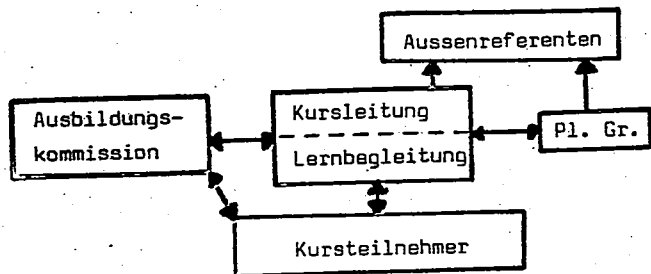 Aussenreferenten
Ausbildungs-
kommission
Kursleitung
Lernbegleitung
Pl. Gr.
Kursteilnehmer